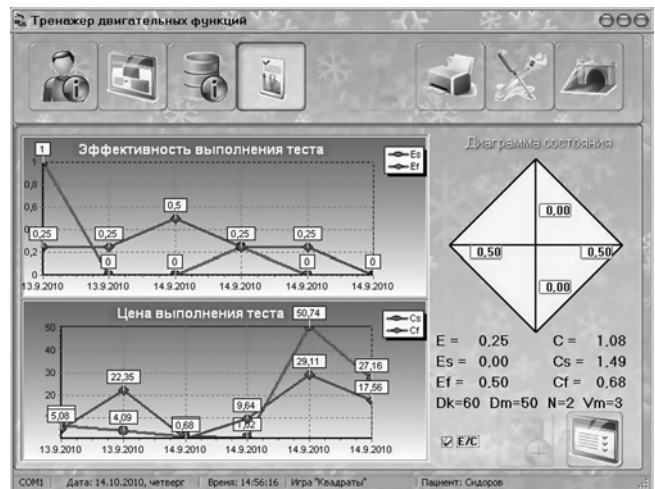 Тренажер двигательных функций
Эффективность выполнения теста
Es
Ef
1
0,8
0,6
0,4
0,2
0
1
0,25
0,25
0
0,5
0
0,25
0,25
0
0
13.9.2010 13.9.2010 14.9.2010 14.9.2010 14.9.2010 14.9.2010
Цена выполнения теста
Cs
Cf
50
40
30
20
10
5,08
22,35
4,09
0,68
9,64
50,74
29,11
27,16
17,56
13.9.2010 13.9.2010 14.9.2010 14.9.2010 14.9.2010 14.9.2010
Диаграмма состояния
0,00
0,50
0,50
0,00
E = 0,25 C = 1,08
Es = 0,00 Cs = 1,49
Ef = 0,50 Cf = 0,68
Dk=60 Dm=50 N=2 Vm=3
E/C
COM1 Дата: 14.10.2010, четверг Время: 14:56:16 Игра "Квадраты" Пациент: Сидоров